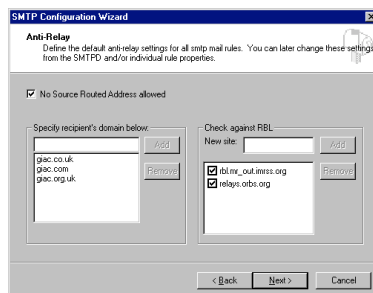 SMTP Configuration Wizard
Anti-Relay
Define the default anti-relay settings for all smtp mail rules. You can later change these settings
from the SMTPD and/or individual rule properties.
No Source Routed Address allowed
Specify recipient's domain below:
Add
giac.co.uk
giac.com
giac.org.uk
Remove
Check against RBL
New site:
Add
rbl.mr_out.imrss.org
relays.orbs.org
Remove
< Back
Next >
Cancel